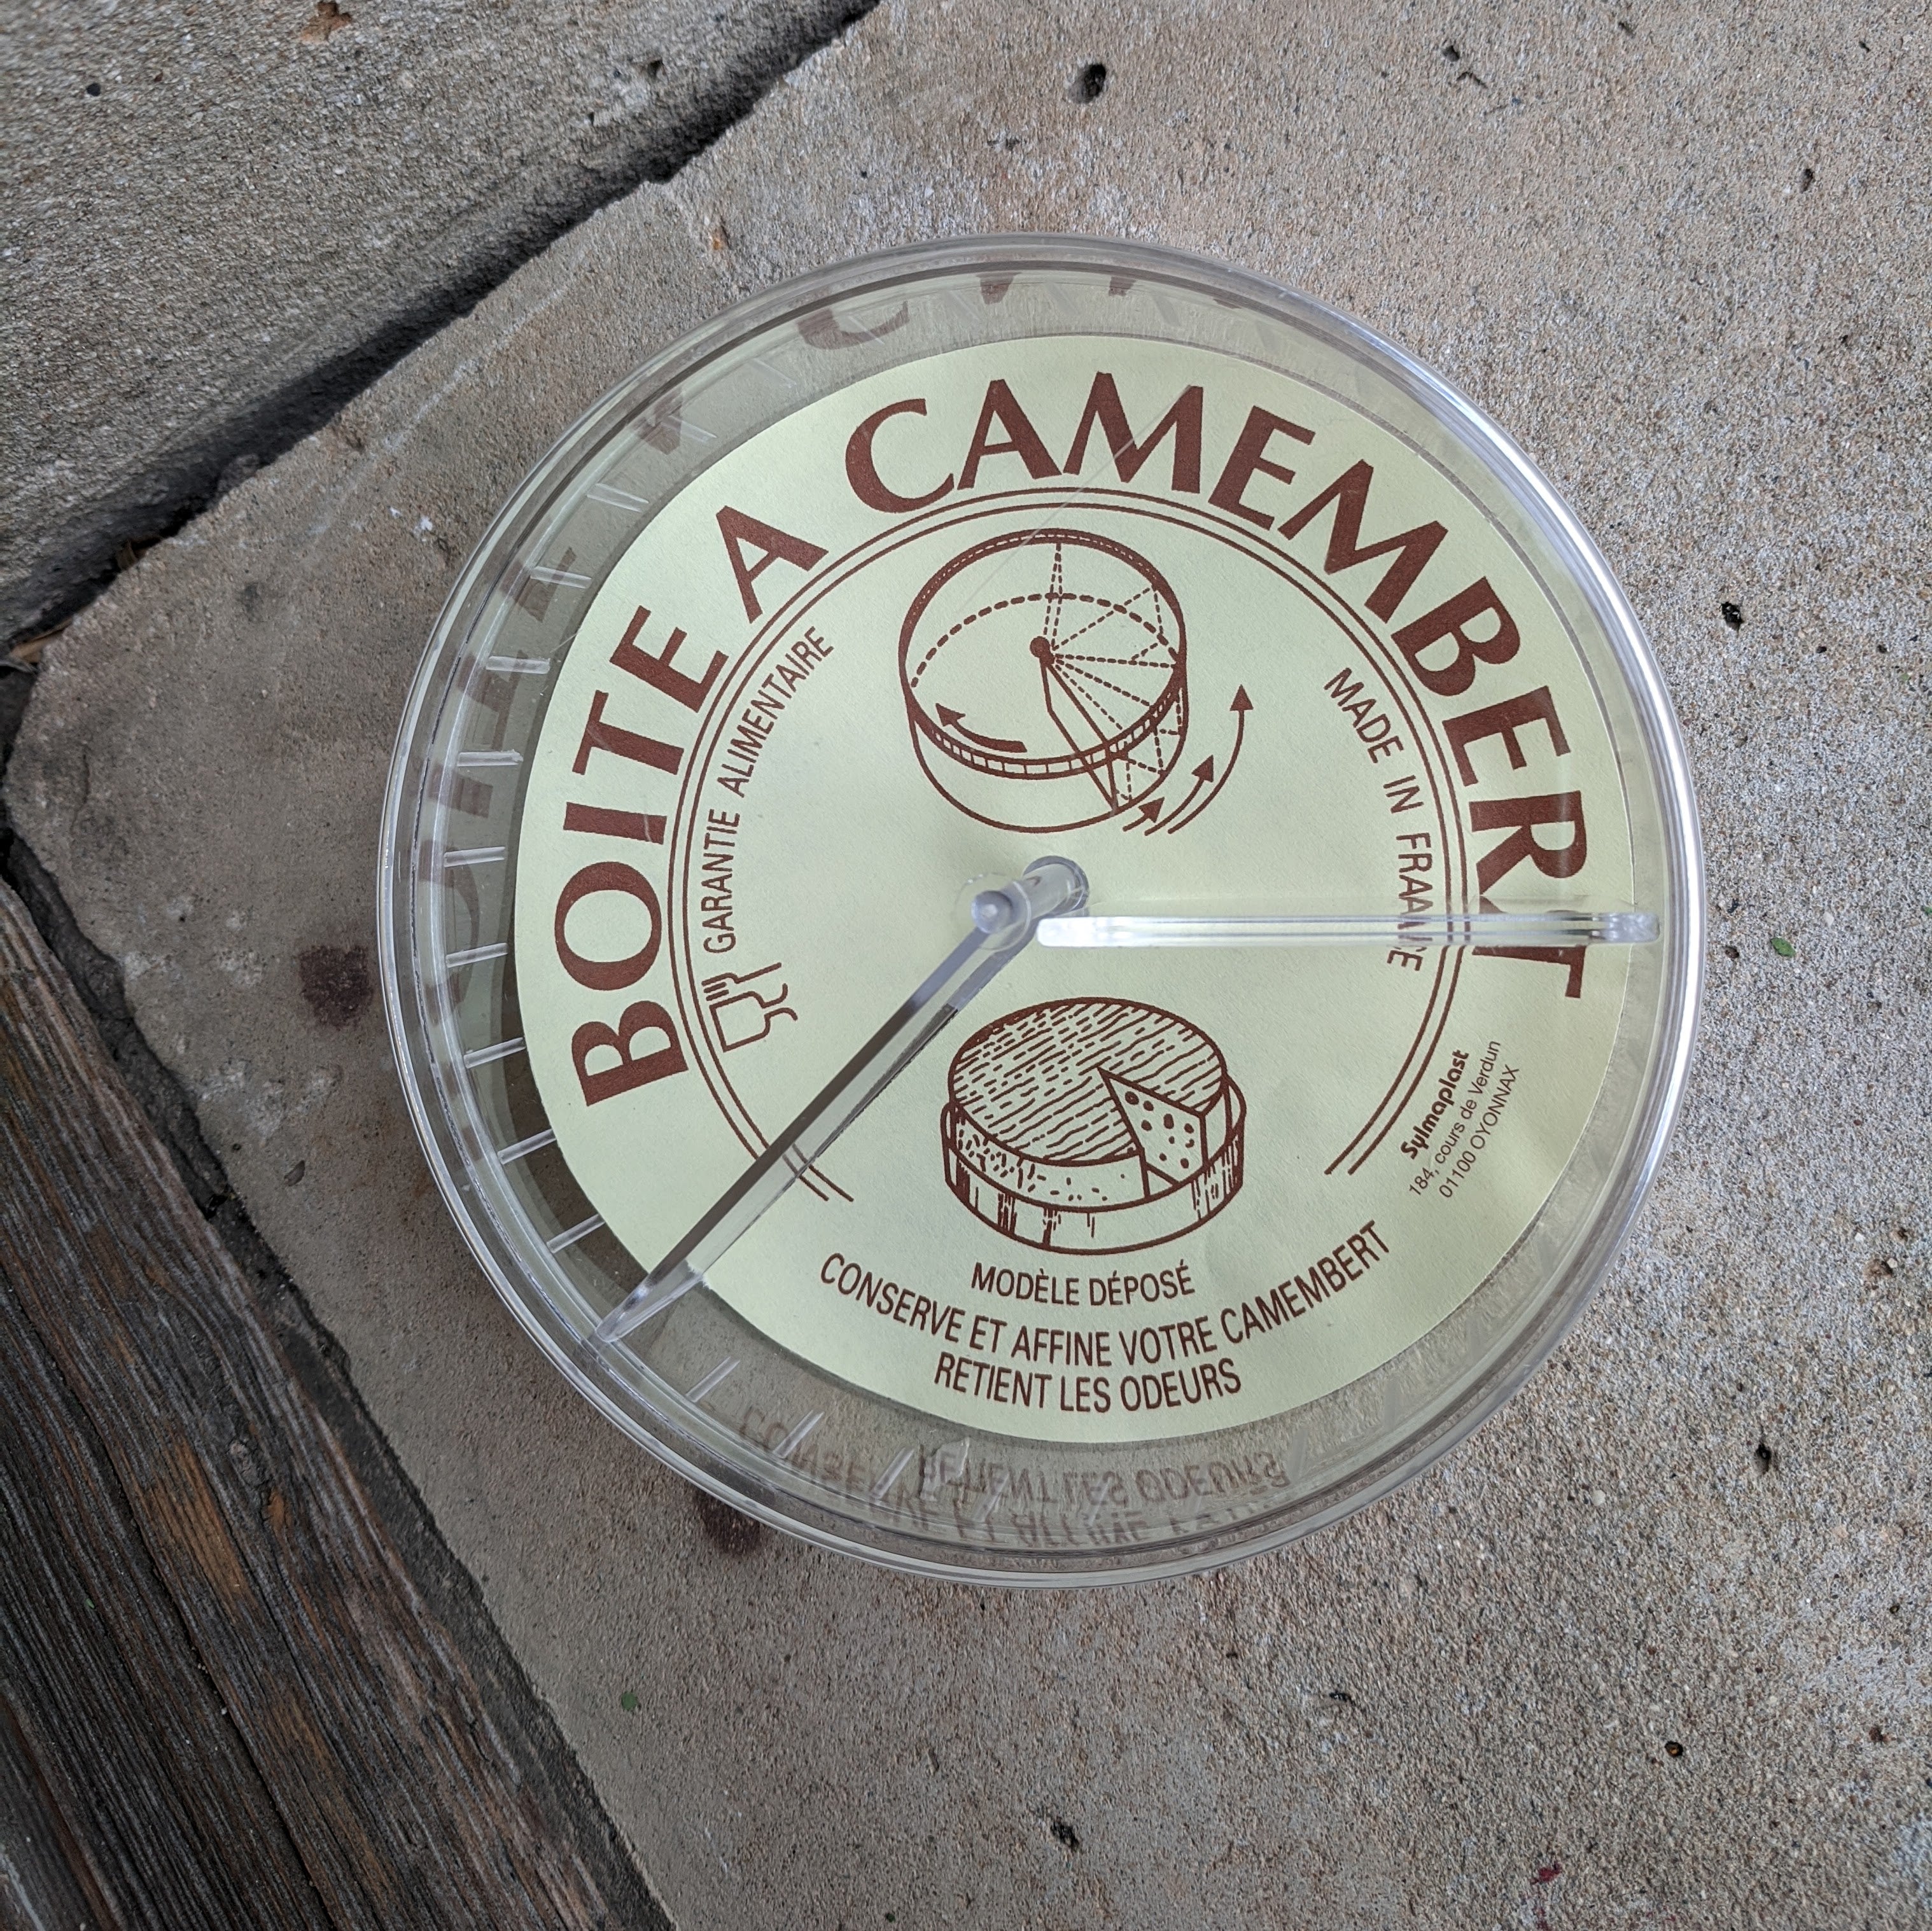 BOITE A CAMEMBERT
GARANTIE ALIMENTAIRE
MADE IN FRANCE
Sylmaplast
184, cours de Verdun
01100 OYONNAX
MODÈLE DÉPOSÉ
CONSERVE ET AFFINE VOTRE CAMEMBERT
RETIENT LES ODEURS